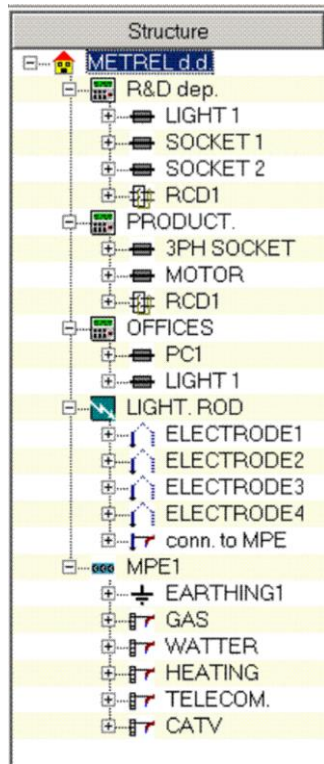 Structure
METREL d.d.
R&D dep.
LIGHT 1
SOCKET 1
SOCKET 2
RCD1
PRODUCT.
3PH SOCKET
MOTOR
RCD1
OFFICES
PC1
LIGHT 1
LIGHT. ROD
ELECTRODE1
ELECTRODE2
ELECTRODE3
ELECTRODE4
conn. to MPE
MPE1
EARTHING1
GAS
WATTER
HEATING
TELECOM.
CATV